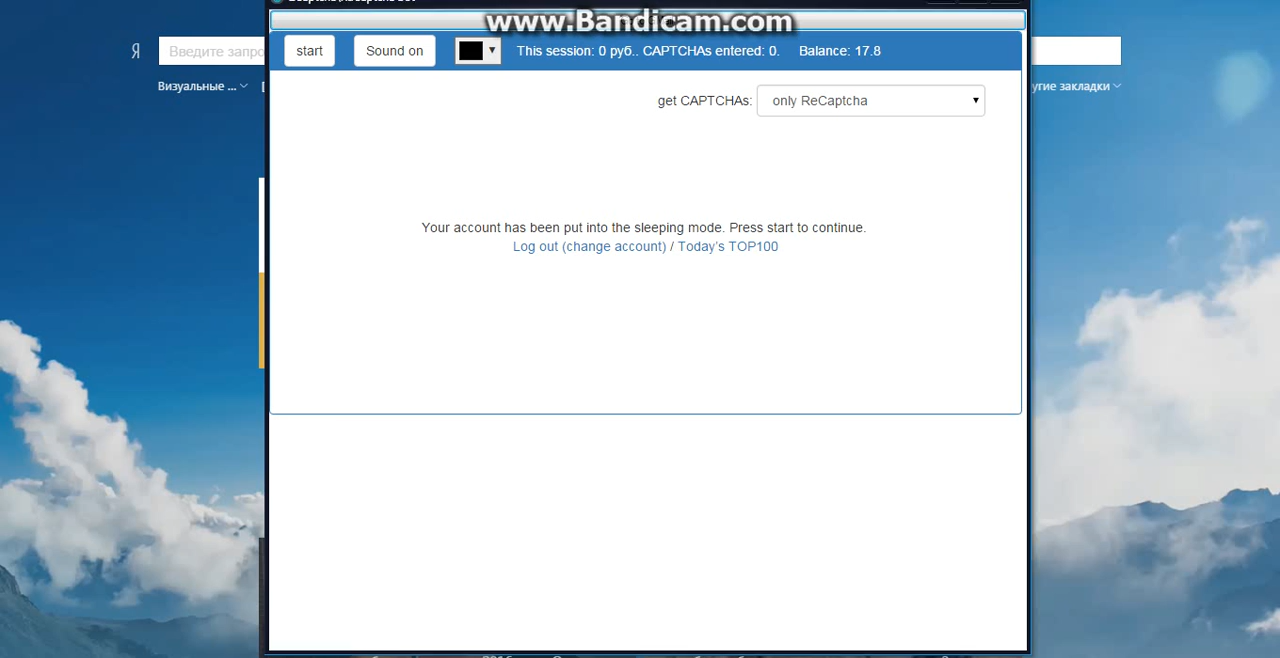 www.Bandicam.com
start
Sound on
This session: 0 руб.. CAPTCHAs entered: 0.
Balance: 17.8
Я
Введите запро
Визуальные ...
угие закладки
get CAPTCHAs:
only ReCaptcha
Your account has been put into the sleeping mode. Press start to continue.
Log out (change account) / Today's TOP100